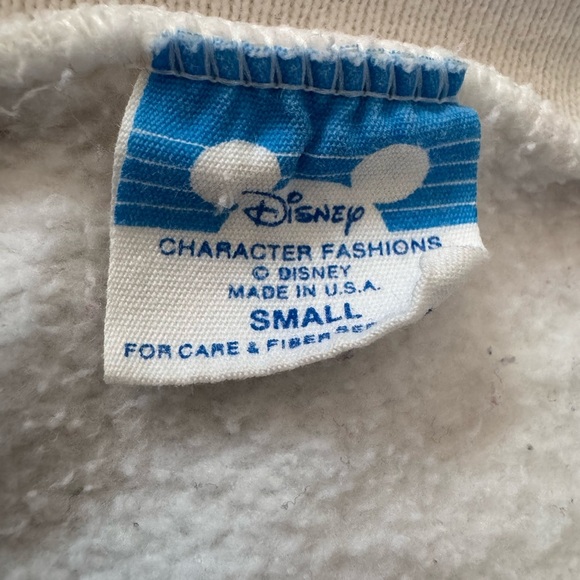 Disney
CHARACTER FASHIONS
© DISNEY
MADE IN U.S.A.
SMALL
FOR CARE & FIBER